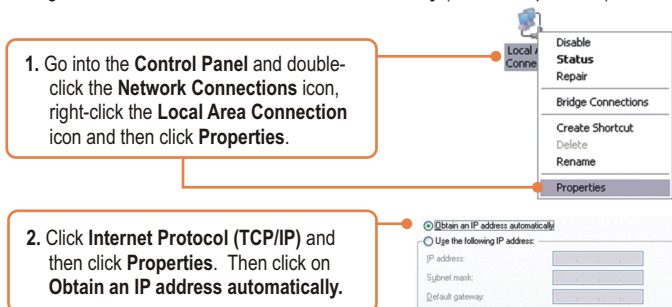 1. Go into the Control Panel and double-
click the Network Connections icon,
right-click the Local Area Connection
icon and then click Properties.
Local
Conne
Disable
Status
Repair
Bridge Connections
Create Shortcut
Delete
Rename
Properties
2. Click Internet Protocol (TCP/IP) and
then click Properties. Then click on
Obtain an IP address automatically.
Obtain an IP address automatically
Use the following IP address:
IP address:
Subnet mask:
Default gateway: